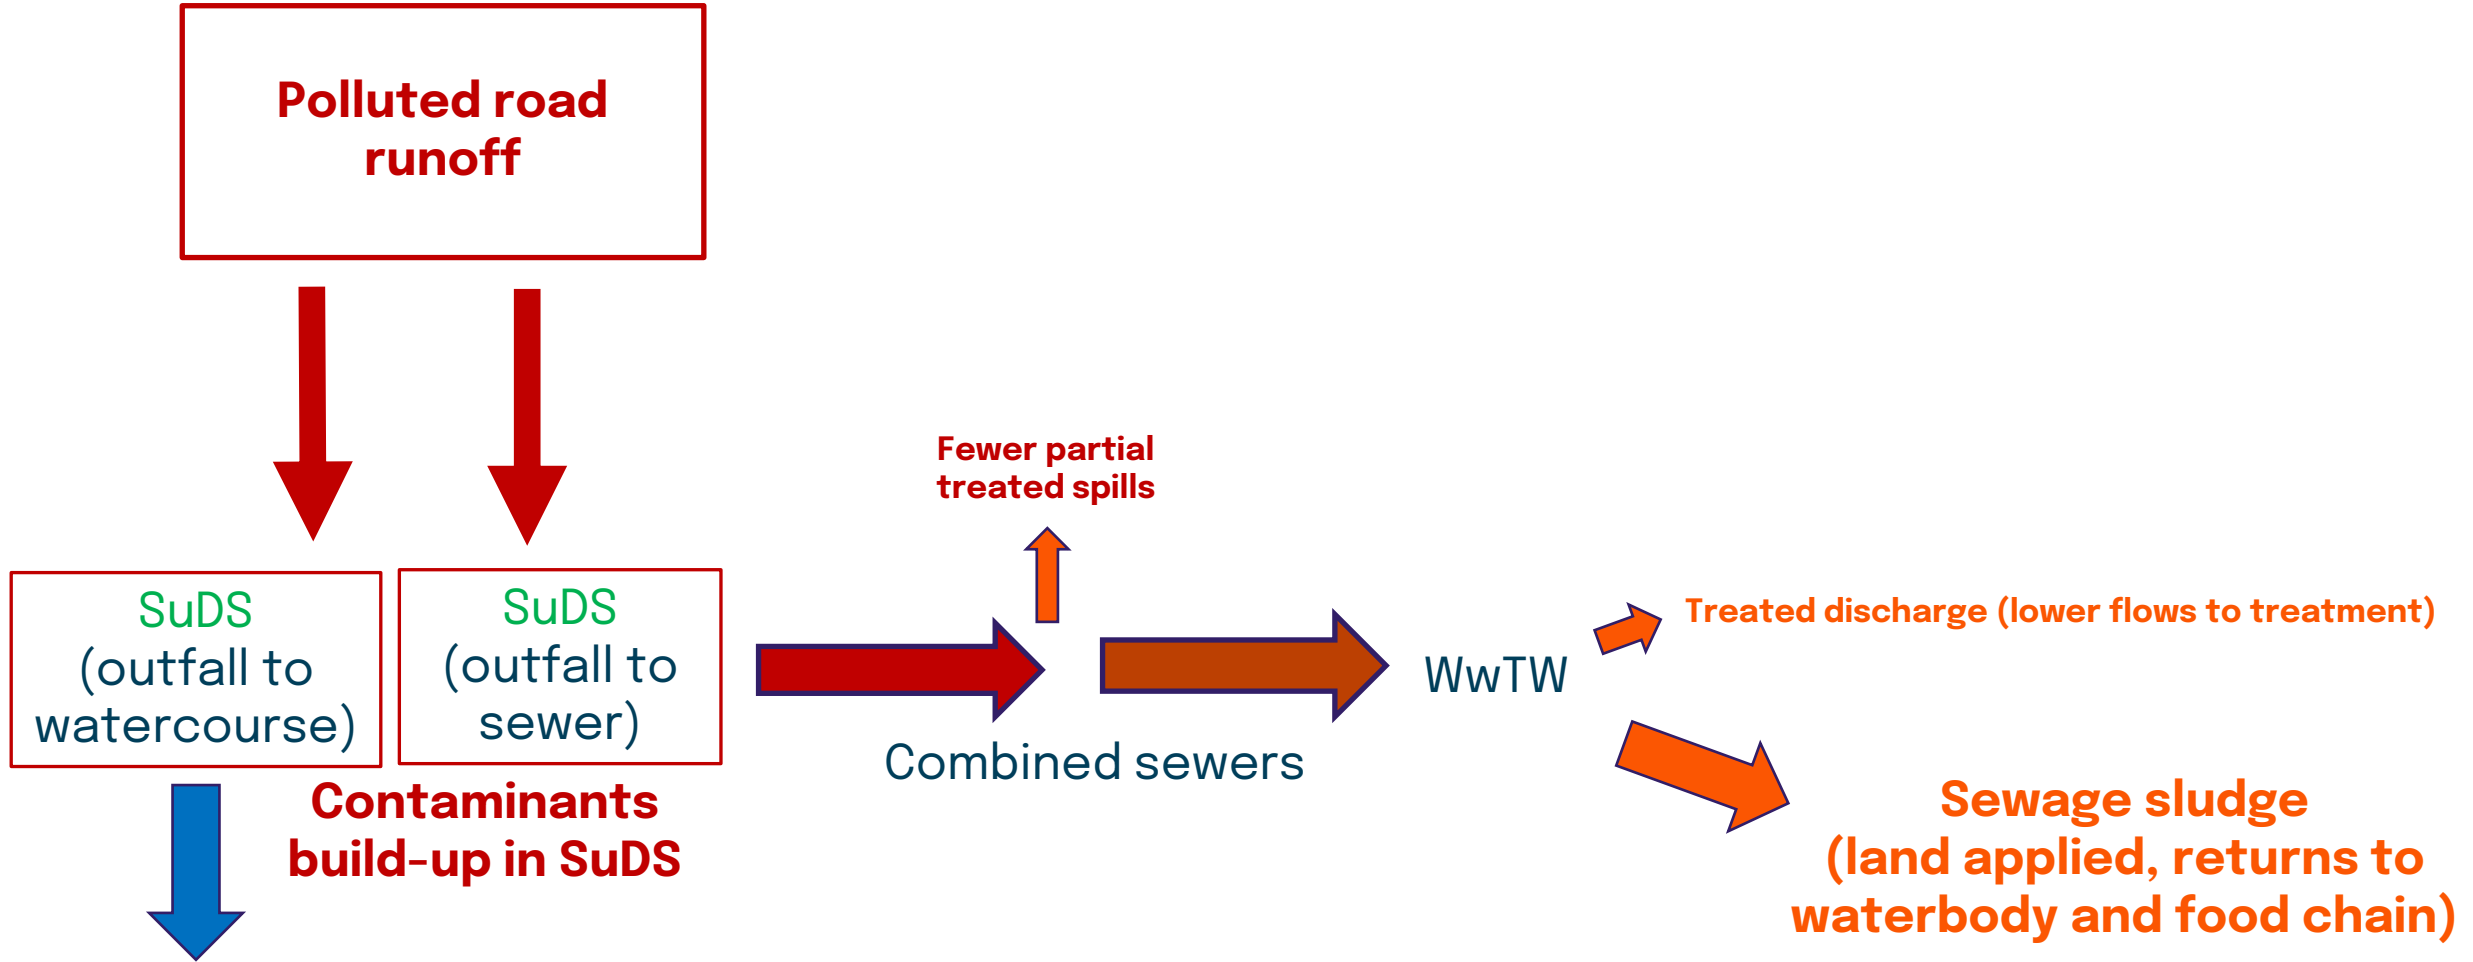 Polluted road
runoff
Fewer partial
treated spills
SuDS
(outfall to
watercourse)
SuDS
(outfall to
sewer)
Contaminants
build-up in SuDS
Combined sewers
WwTW
Treated discharge (lower flows to treatment)
Sewage sludge
(land applied, returns to
waterbody and food chain)